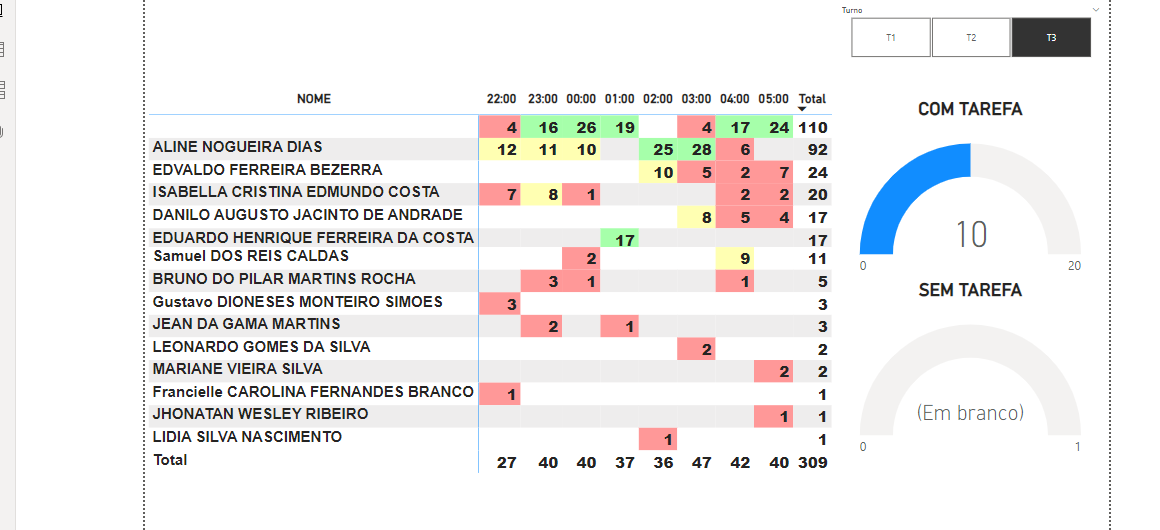 Turno
T1 T2 T3
NOME 22:00 23:00 00:00 01:00 02:00 03:00 04:00 05:00 Total
4 16 26 19 4 17 24 110
ALINE NOGUEIRA DIAS 12 11 10 25 28 6 92
EDVALDO FERREIRA BEZERRA 10 5 2 7 24
ISABELLA CRISTINA EDMUNDO COSTA 7 8 1 2 2 20
DANILO AUGUSTO JACINTO DE ANDRADE 8 5 4 17
EDUARDO HENRIQUE FERREIRA DA COSTA 17 17
Samuel DOS REIS CALDAS 2 9 11
BRUNO DO PILAR MARTINS ROCHA 3 1 1 5
Gustavo DIONESES MONTEIRO SIMOES 3 3
JEAN DA GAMA MARTINS 2 1 3
LEONARDO GOMES DA SILVA 2 2
MARIANE VIEIRA SILVA 2 2
Francielle CAROLINA FERNANDES BRANCO 1 1
JHONATAN WESLEY RIBEIRO 1 1
LIDIA SILVA NASCIMENTO 1 1
Total 27 40 40 37 36 47 42 40 309
COM TAREFA
10
0 20
SEM TAREFA
(Em branco)
0 1